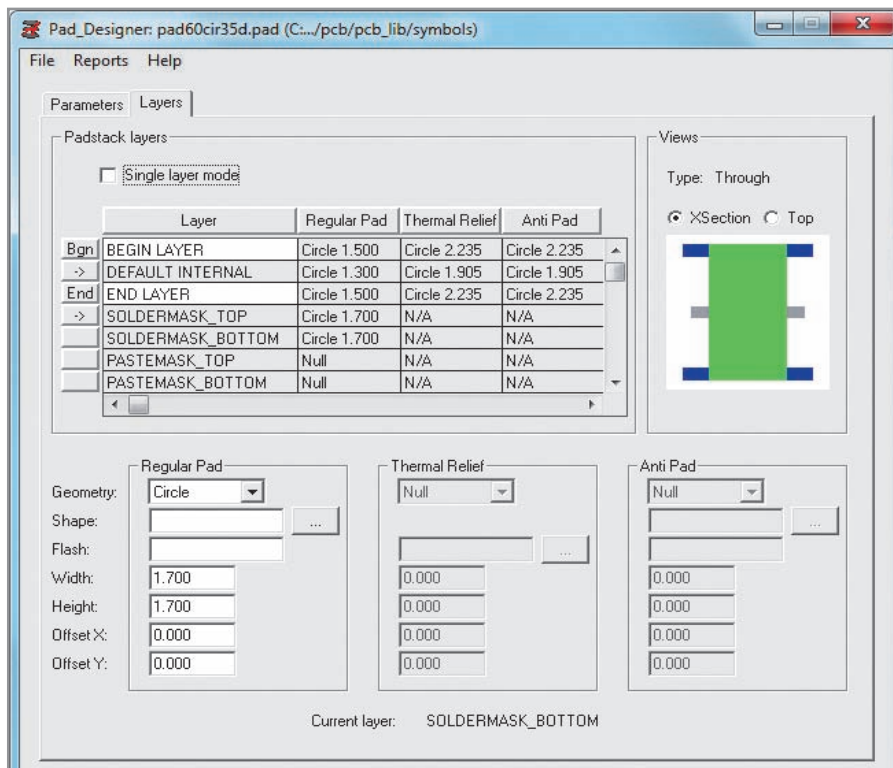 Pad_Designer: pad60cir35d.pad (C:.../pcb/pcb_lib/symbols)
File Reports Help
Parameters Layers
Padstack layers
Single layer mode
Layer Regular Pad Thermal Relief Anti Pad
Bgn BEGIN LAYER Circle 1.500 Circle 2.235 Circle 2.235
-> DEFAULT INTERNAL Circle 1.300 Circle 1.905 Circle 1.905
End END LAYER Circle 1.500 Circle 2.235 Circle 2.235
-> SOLDERMASK_TOP Circle 1.700 N/A N/A
SOLDERMASK_BOTTOM Circle 1.700 N/A N/A
PASTEMASK_TOP Null N/A N/A
PASTEMASK_BOTTOM Null N/A N/A
Views
Type: Through
XSection Top
Regular Pad Thermal Relief Anti Pad
Geometry: Circle Null Null
Shape: ... ...
Flash: ...
Width: 1.700 0.000 0.000
Height: 1.700 0.000 0.000
Offset X: 0.000 0.000 0.000
Offset Y: 0.000 0.000 0.000
Current layer: SOLDERMASK_BOTTOM